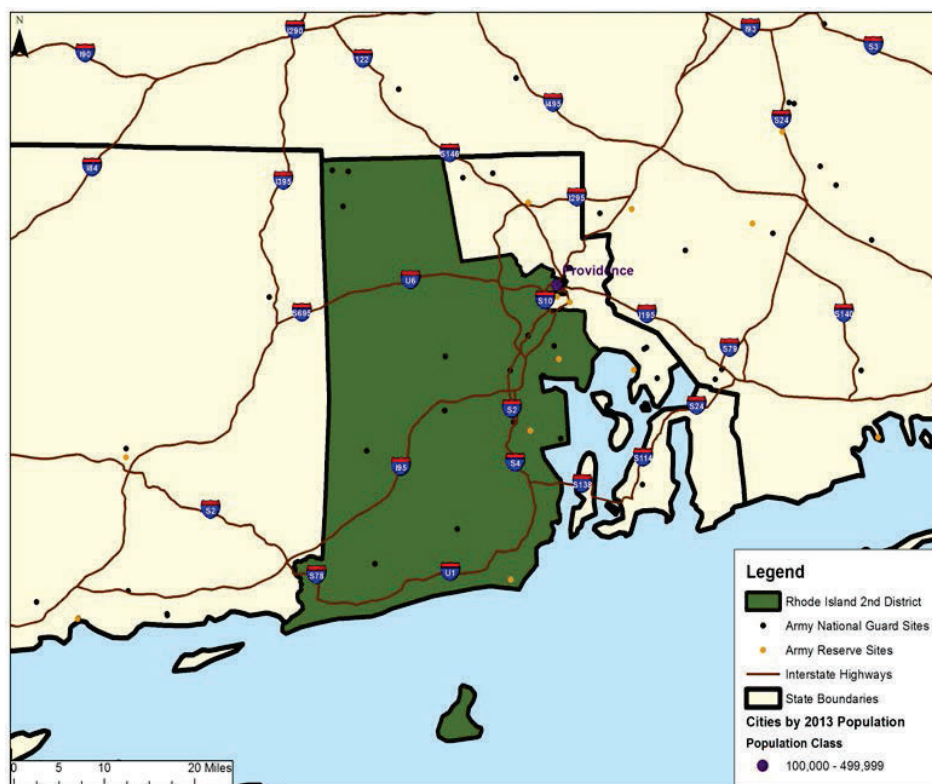 N
I290
I93
I90
122
S3
I495
S24
S146
I84
I395
I295
Providence
U6
S10
S695
U195
S140
S79
S2
S24
I95
S4
S114
S138
S2
S78
U1
Legend
Rhode Island 2nd District
Army National Guard Sites
Army Reserve Sites
Interstate Highways
State Boundaries
Cities by 2013 Population
Population Class
100,000 - 499,999
0 5 10 20 Miles